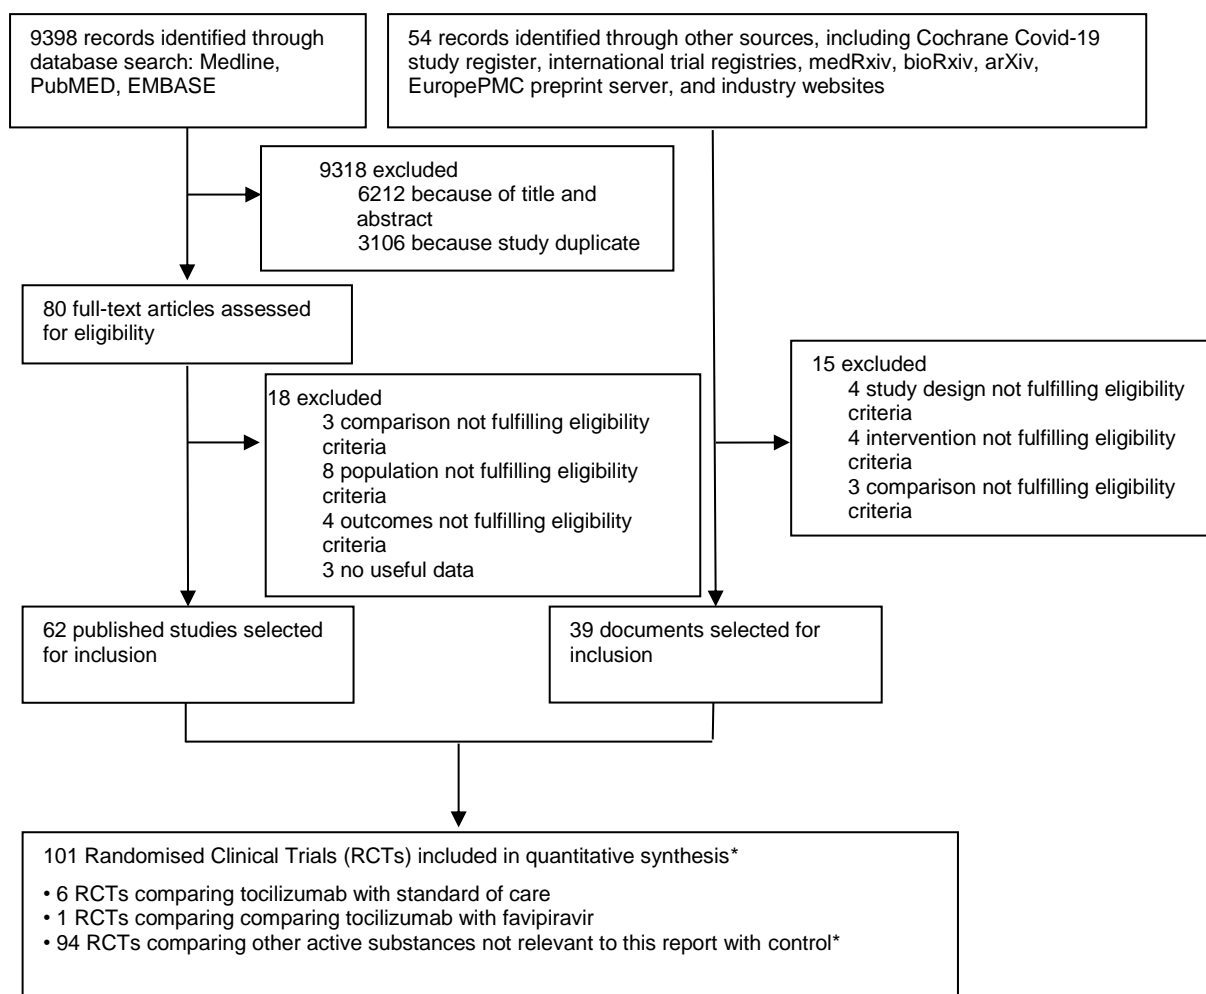 9398 records identified through
database search: Medline,
PubMED, EMBASE
54 records identified through other sources, including Cochrane Covid-19
study register, international trial registries, medRxiv, bioRxiv, arXiv,
EuropePMC preprint server, and industry websites
9318 excluded
6212 because of title and
abstract
3106 because study duplicate
80 full-text articles assessed
for eligibility
18 excluded
3 comparison not fulfilling eligibility
criteria
8 population not fulfilling eligibility
criteria
4 outcomes not fulfilling eligibility
criteria
3 no useful data
15 excluded
4 study design not fulfilling eligibility
criteria
4 intervention not fulfilling eligibility
criteria
3 comparison not fulfilling eligibility
criteria
62 published studies selected
for inclusion
39 documents selected for
inclusion
101 Randomised Clinical Trials (RCTs) included in quantitative synthesis*
• 6 RCTs comparing tocilizumab with standard of care
• 1 RCTs comparing comparing tocilizumab with favipiravir
• 94 RCTs comparing other active substances not relevant to this report with control*